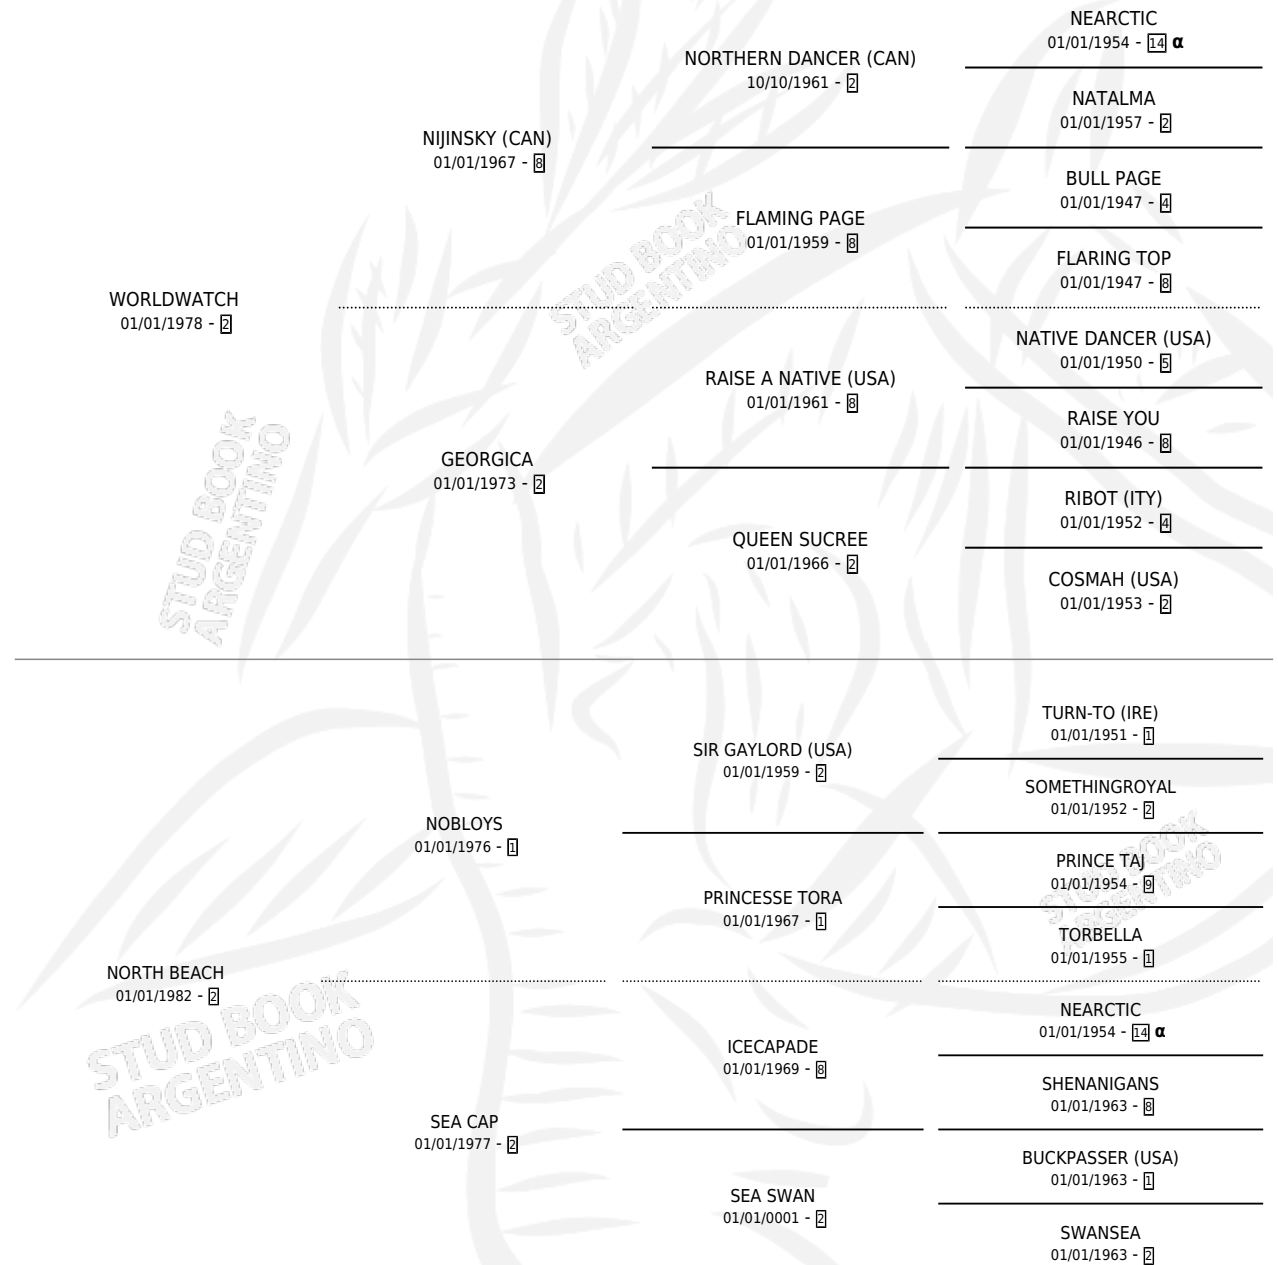 NEARCTIC
01/01/1954 - 14 α
NORTHERN DANCER (CAN)
10/10/1961 - 2
NATALMA
01/01/1957 - 2
NIJINSKY (CAN)
01/01/1967 - 8
BULL PAGE
01/01/1947 - 4
FLAMING PAGE
01/01/1959 - 8
FLARING TOP
01/01/1947 - 8
WORLDWATCH
01/01/1978 - 2
NATIVE DANCER (USA)
01/01/1950 - 5
RAISE A NATIVE (USA)
01/01/1961 - 8
RAISE YOU
01/01/1946 - 8
GEORGICA
01/01/1973 - 2
RIBOT (ITY)
01/01/1952 - 4
QUEEN SUCREE
01/01/1966 - 2
COSMAH (USA)
01/01/1953 - 2
TURN-TO (IRE)
01/01/1951 - 1
SIR GAYLORD (USA)
01/01/1959 - 2
SOMETHINGROYAL
01/01/1952 - 2
NOBLOYS
01/01/1976 - 1
PRINCE TAJ
01/01/1954 - 9
PRINCESSE TORA
01/01/1967 - 1
TORBELLA
01/01/1955 - 1
NORTH BEACH
01/01/1982 - 2
NEARCTIC
01/01/1954 - 14 α
ICECAPADE
01/01/1969 - 8
SHENANIGANS
01/01/1963 - 8
SEA CAP
01/01/1977 - 2
BUCKPASSER (USA)
01/01/1963 - 1
SEA SWAN
01/01/0001 - 2
SWANSEA
01/01/1963 - 2
STUD BOOK
ARGENTINO
STUD BOOK
ARGENTINO
STUD BOOK
ARGENTINO
STUD BOOK
ARGENTINO